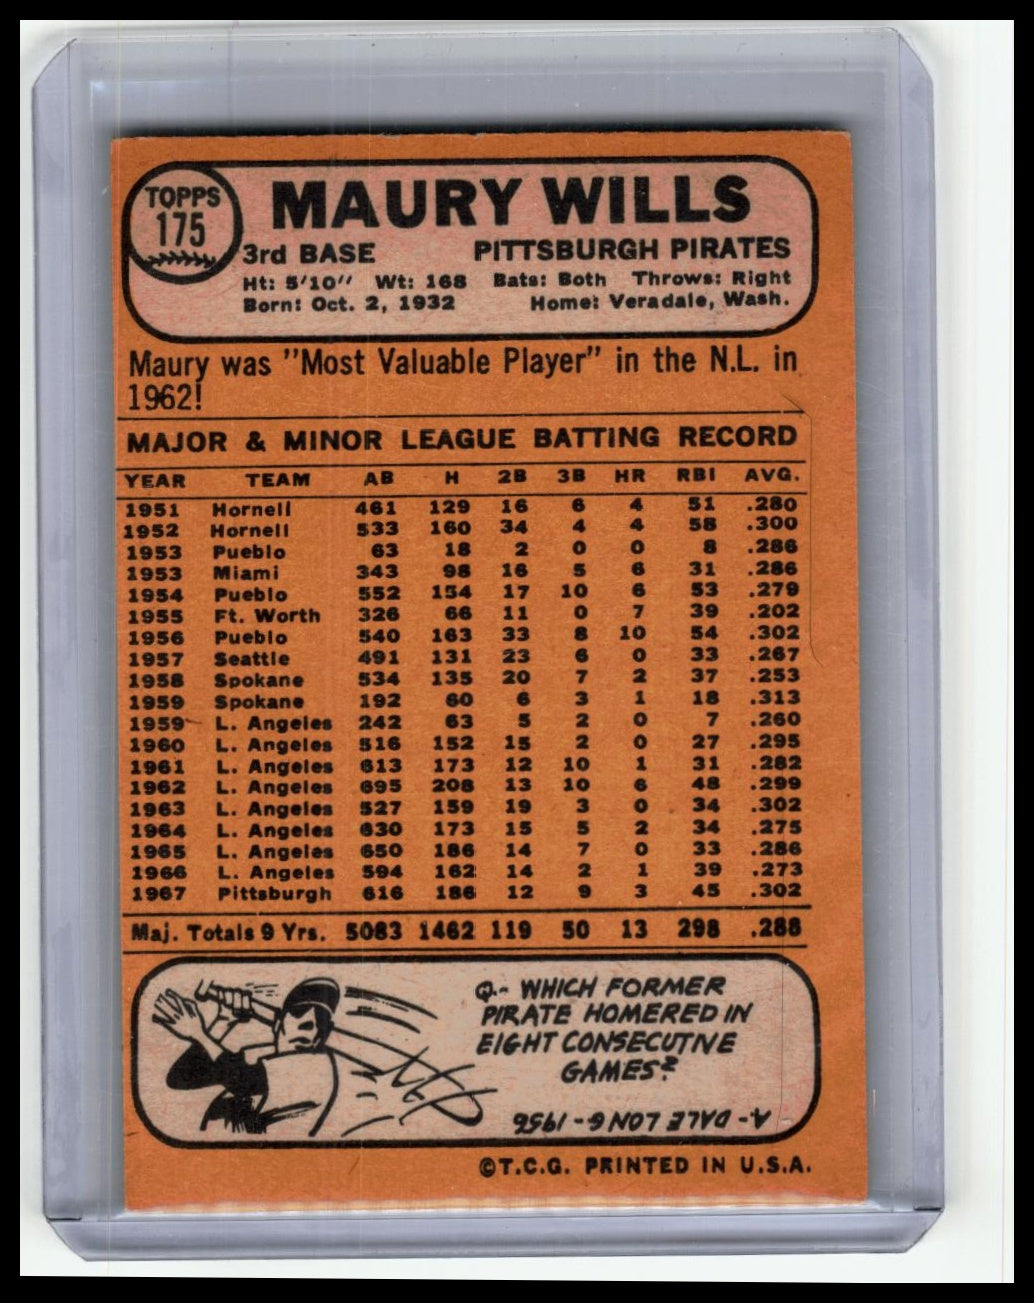 TOPPS
175
MAURY WILLS
3rd BASE PITTSBURGH PIRATES
Ht: 5'10" Wt: 168 Bats: Both Throws: Right
Born: Oct. 2, 1932 Home: Veradale, Wash.
Maury was "Most Valuable Player" in the N.L. in
1962!
MAJOR & MINOR LEAGUE BATTING RECORD
YEAR TEAM AB H 2B 3B HR RBI AVG.
1951 Hornell 461 129 16 6 4 51 .280
1952 Hornell 533 160 34 4 4 58 .300
1953 Pueblo 63 18 2 0 0 8 .286
1953 Miami 343 98 16 5 6 31 .286
1954 Pueblo 552 154 17 10 6 53 .279
1955 Ft. Worth 326 66 11 0 7 39 .202
1956 Pueblo 540 163 33 8 10 54 .302
1957 Seattle 491 131 23 6 0 33 .267
1958 Spokane 534 135 20 7 2 37 .253
1959 Spokane 192 60 6 3 1 18 .313
1959 L. Angeles 242 63 5 2 0 7 .260
1960 L. Angeles 516 152 15 2 0 27 .295
1961 L. Angeles 613 173 12 10 1 31 .282
1962 L. Angeles 695 208 13 10 6 48 .299
1963 L. Angeles 527 159 19 3 0 34 .302
1964 L. Angeles 630 173 15 5 2 34 .275
1965 L. Angeles 650 186 14 7 0 33 .286
1966 L. Angeles 594 162 14 2 1 39 .273
1967 Pittsburgh 616 186 12 9 3 45 .302
Maj. Totals 9 Yrs. 5083 1462 119 50 13 298 .288
Q.- WHICH FORMER
PIRATE HOMERED IN
EIGHT CONSECUTIVE
GAMES?
A- DALE LONG - 1956
©T.C.G. PRINTED IN U.S.A.